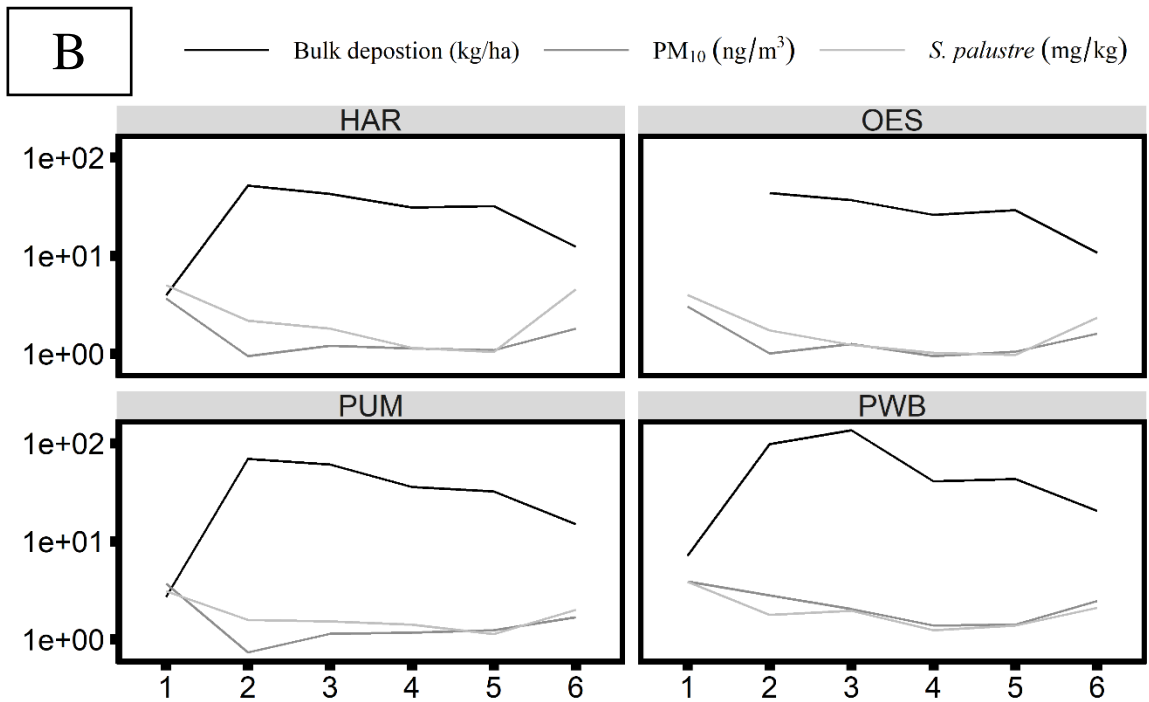 B
Bulk depostion (kg/ha) PM₁₀ (ng/m³) S. palustre (mg/kg)
HAR OES
1e+02
1e+01
1e+00
PUM PWB
1e+02
1e+01
1e+00
1 2 3 4 5 6 1 2 3 4 5 6